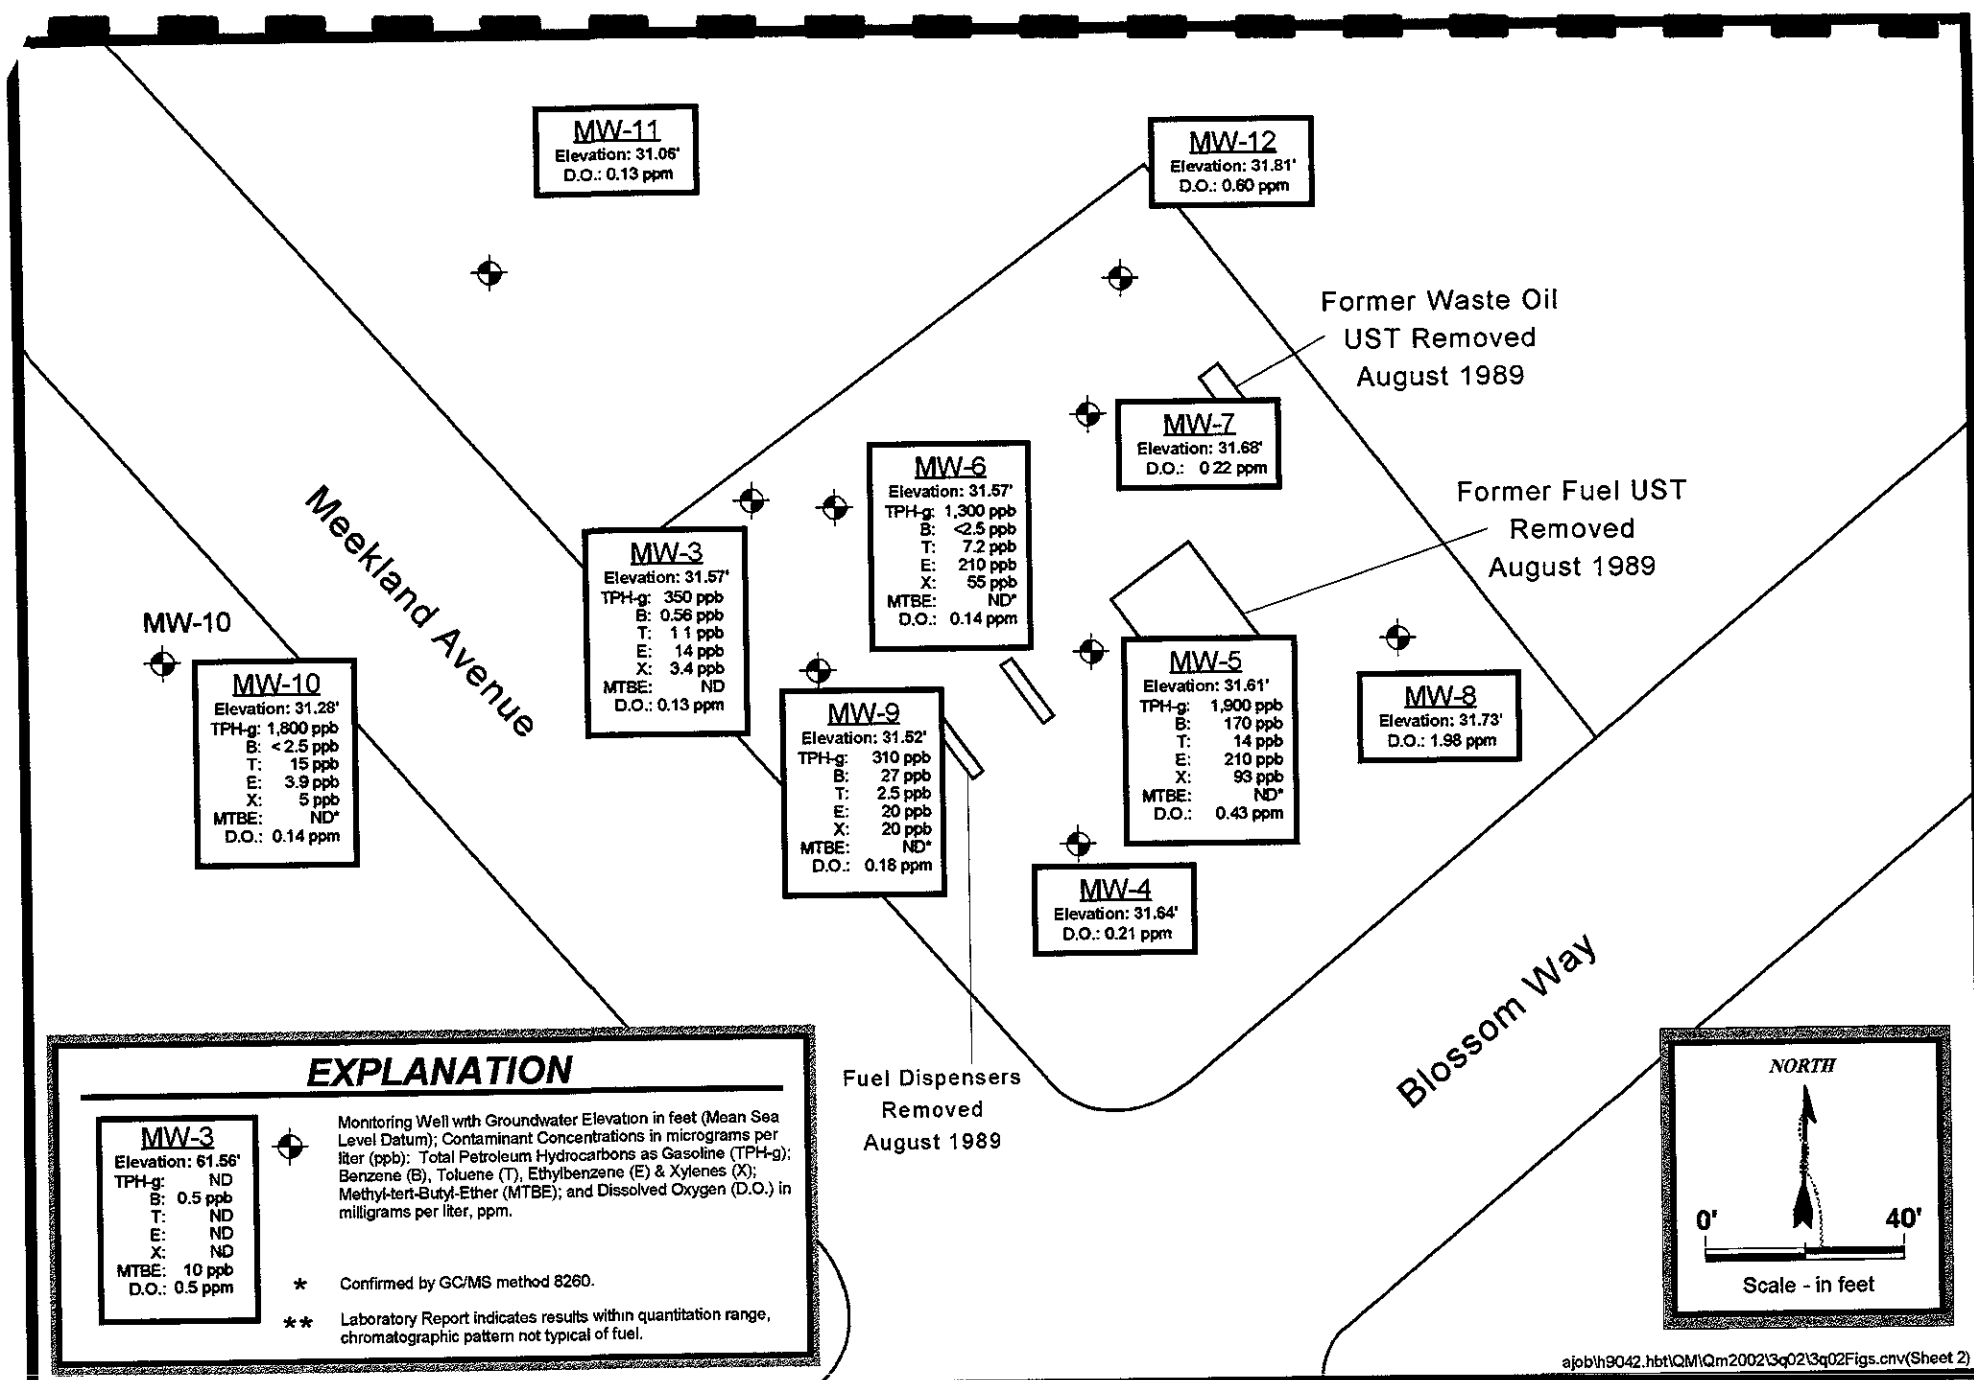 MW-11
Elevation: 31.06'
D.O.: 0.13 ppm
MW-12
Elevation: 31.81'
D.O.: 0.60 ppm
Former Waste Oil
UST Removed
August 1989
MW-7
Elevation: 31.68'
D.O.: 0 22 ppm
MW-6
Elevation: 31.57'
TPH-g: 1,300 ppb
B: <2.5 ppb
T: 7.2 ppb
E: 210 ppb
X: 55 ppb
MTBE: ND*
D.O.: 0.14 ppm
Former Fuel UST
Removed
August 1989
Meekland Avenue
MW-3
Elevation: 31.57'
TPH-g: 350 ppb
B: 0.56 ppb
T: 1 1 ppb
E: 14 ppb
X: 3.4 ppb
MTBE: ND
D.O.: 0.13 ppm
MW-10
MW-10
Elevation: 31.28'
TPH-g: 1,800 ppb
B: <2.5 ppb
T: 15 ppb
E: 3.9 ppb
X: 5 ppb
MTBE: ND*
D.O.: 0.14 ppm
MW-9
Elevation: 31.52'
TPH-g: 310 ppb
B: 27 ppb
T: 2.5 ppb
E: 20 ppb
X: 20 ppb
MTBE: ND*
D.O.: 0.18 ppm
MW-5
Elevation: 31.61'
TPH-g: 1,900 ppb
B: 170 ppb
T: 14 ppb
E: 210 ppb
X: 93 ppb
MTBE: ND*
D.O.: 0.43 ppm
MW-8
Elevation: 31.73'
D.O.: 1.98 ppm
MW-4
Elevation: 31.64'
D.O.: 0.21 ppm
Blossom Way
Fuel Dispensers
Removed
August 1989
EXPLANATION
MW-3
Elevation: 61.56'
TPH-g: ND
B: 0.5 ppb
T: ND
E: ND
X: ND
MTBE: 10 ppb
D.O.: 0.5 ppm
Monitoring Well with Groundwater Elevation in feet (Mean Sea
Level Datum); Contaminant Concentrations in micrograms per
liter (ppb): Total Petroleum Hydrocarbons as Gasoline (TPH-g);
Benzene (B), Toluene (T), Ethylbenzene (E) & Xylenes (X);
Methyl-tert-Butyl-Ether (MTBE); and Dissolved Oxygen (D.O.) in
milligrams per liter, ppm.
* Confirmed by GC/MS method 8260.
** Laboratory Report indicates results within quantitation range,
chromatographic pattern not typical of fuel.
NORTH
0' 40'
Scale - in feet
ajob\h9042.hbt\QM\Qm2002\3q02\3q02Figs.cnv(Sheet 2)